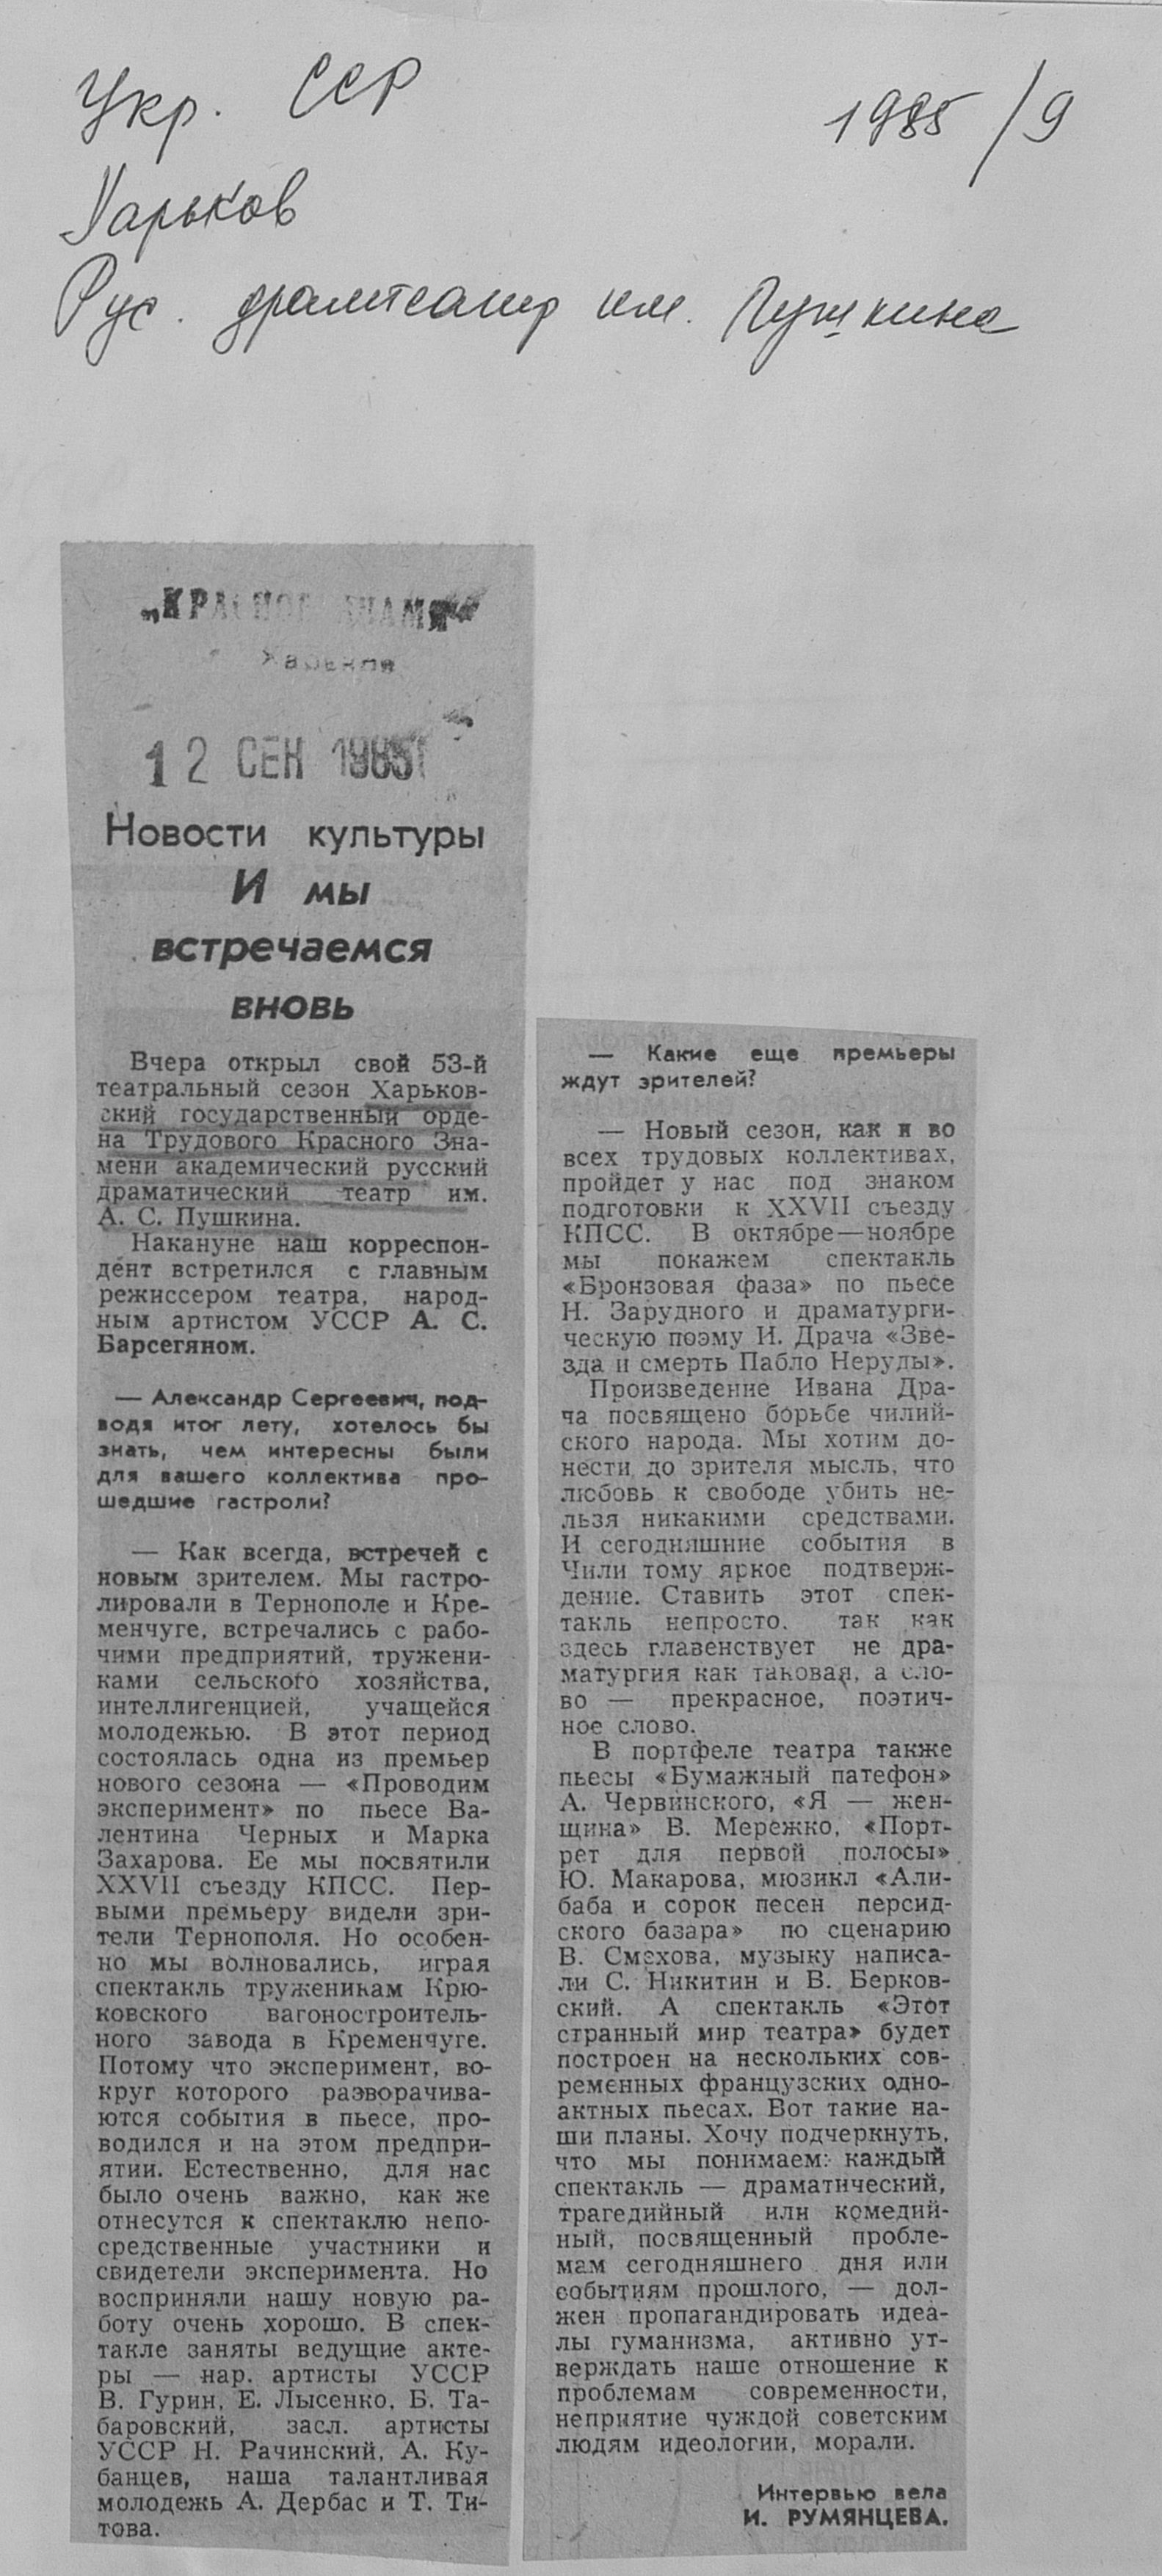 Укр. ССР
1985/9
Харьков
Рус. драмтеатр им. Пушкина
„КРАСНОЕ ЗНАМЯ“
Харьков
12 СЕН 1985
Новости культуры
И мы
встречаемся
вновь
Вчера открыл свой 53-й
театральный сезон Харьков-
ский государственный орде-
на Трудового Красного Зна-
мени академический русский
драматический театр им.
А. С. Пушкина.
Накануне наш корреспон-
дент встретился с главным
режиссером театра, народ-
ным артистом УССР А. С.
Барсегяном.
— Александр Сергеевич, под-
водя итог лету, хотелось бы
знать, чем интересны были
для вашего коллектива про-
шедшие гастроли?
— Как всегда, встречей с
новым зрителем. Мы гастро-
лировали в Тернополе и Кре-
менчуге, встречались с рабо-
чими предприятий, тружени-
ками сельского хозяйства,
интеллигенцией, учащейся
молодежью. В этот период
состоялась одна из премьер
нового сезона — «Проводим
эксперимент» по пьесе Ва-
лентина Черных и Марка
Захарова. Ее мы посвятили
XXVII съезду КПСС. Пер-
выми премьеру видели зри-
тели Тернополя. Но особен-
но мы волновались, играя
спектакль труженикам Крю-
ковского вагоностроитель-
ного завода в Кременчуге.
Потому что эксперимент, во-
круг которого разворачива-
ются события в пьесе, про-
водился и на этом предпри-
ятии. Естественно, для нас
было очень важно, как же
отнесутся к спектаклю непо-
средственные участники и
свидетели эксперимента. Но
восприняли нашу новую ра-
боту очень хорошо. В спек-
такле заняты ведущие акте-
ры — нар. артисты УССР
В. Гурин, Е. Лысенко, Б. Та-
баровский, засл. артисты
УССР Н. Рачинский, А. Ку-
банцев, наша талантливая
молодежь А. Дербас и Т. Ти-
това.
— Какие еще премьеры
ждут зрителей?
— Новый сезон, как и во
всех трудовых коллективах,
пройдет у нас под знаком
подготовки к XXVII съезду
КПСС. В октябре—ноябре
мы покажем спектакль
«Бронзовая фаза» по пьесе
Н. Зарудного и драматурги-
ческую поэму И. Драча «Зве-
зда и смерть Пабло Неруды».
Произведение Ивана Дра-
ча посвящено борьбе чилий-
ского народа. Мы хотим до-
нести до зрителя мысль, что
любовь к свободе убить не-
льзя никакими средствами.
И сегодняшние события в
Чили тому яркое подтверж-
дение. Ставить этот спек-
такль непросто, так как
здесь главенствует не дра-
матургия как таковая, а сло-
во — прекрасное, поэтич-
ное слово.
В портфеле театра также
пьесы «Бумажный патефон»
А. Червинского, «Я — жен-
щина» В. Мережко, «Порт-
рет для первой полосы»
Ю. Макарова, мюзикл «Али-
баба и сорок песен персид-
ского базара» по сценарию
В. Смехова, музыку написа-
ли С. Никитин и В. Берков-
ский. А спектакль «Этот
странный мир театра» будет
построен на нескольких сов-
ременных французских одно-
актных пьесах. Вот такие на-
ши планы. Хочу подчеркнуть,
что мы понимаем: каждый
спектакль — драматический,
трагедийный или комедий-
ный, посвященный пробле-
мам сегодняшнего дня или
событиям прошлого, — дол-
жен пропагандировать идеа-
лы гуманизма, активно ут-
верждать наше отношение к
проблемам современности,
неприятие чуждой советским
людям идеологии, морали.
Интервью вела
И. РУМЯНЦЕВА.